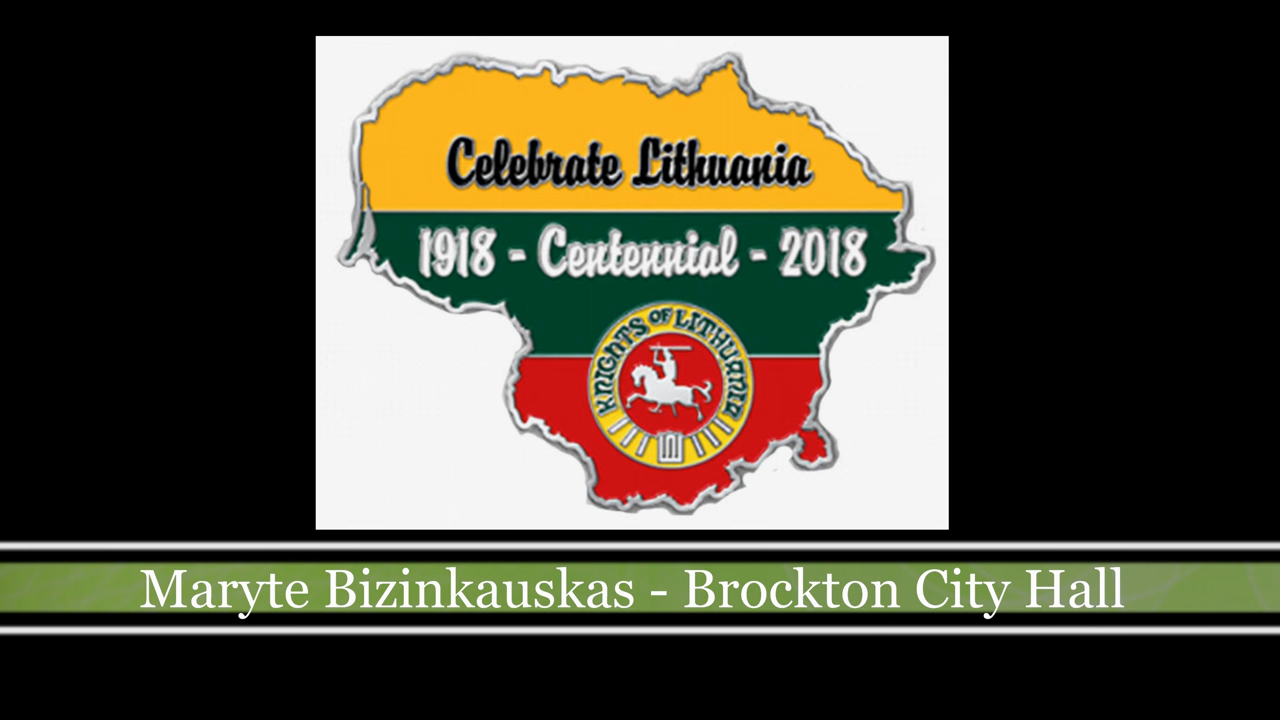 Celebrate Lithuania
1918 - Centennial - 2018
KNIGHTS OF LITHUANIA
Maryte Bizinkauskas - Brockton City Hall